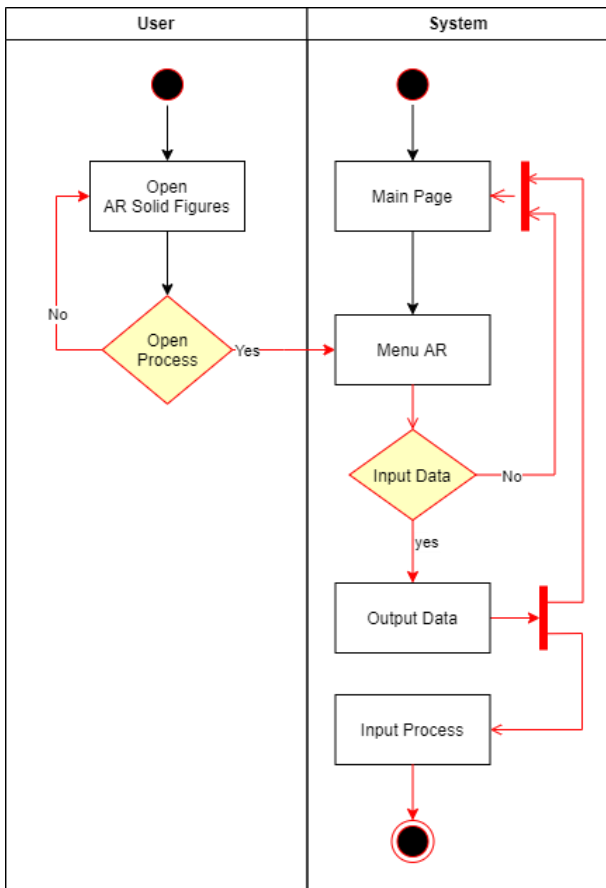 User
System
Open
AR Solid Figures
Main Page
No
Open
Process
Yes
Menu AR
Input Data
No
yes
Output Data
Input Process